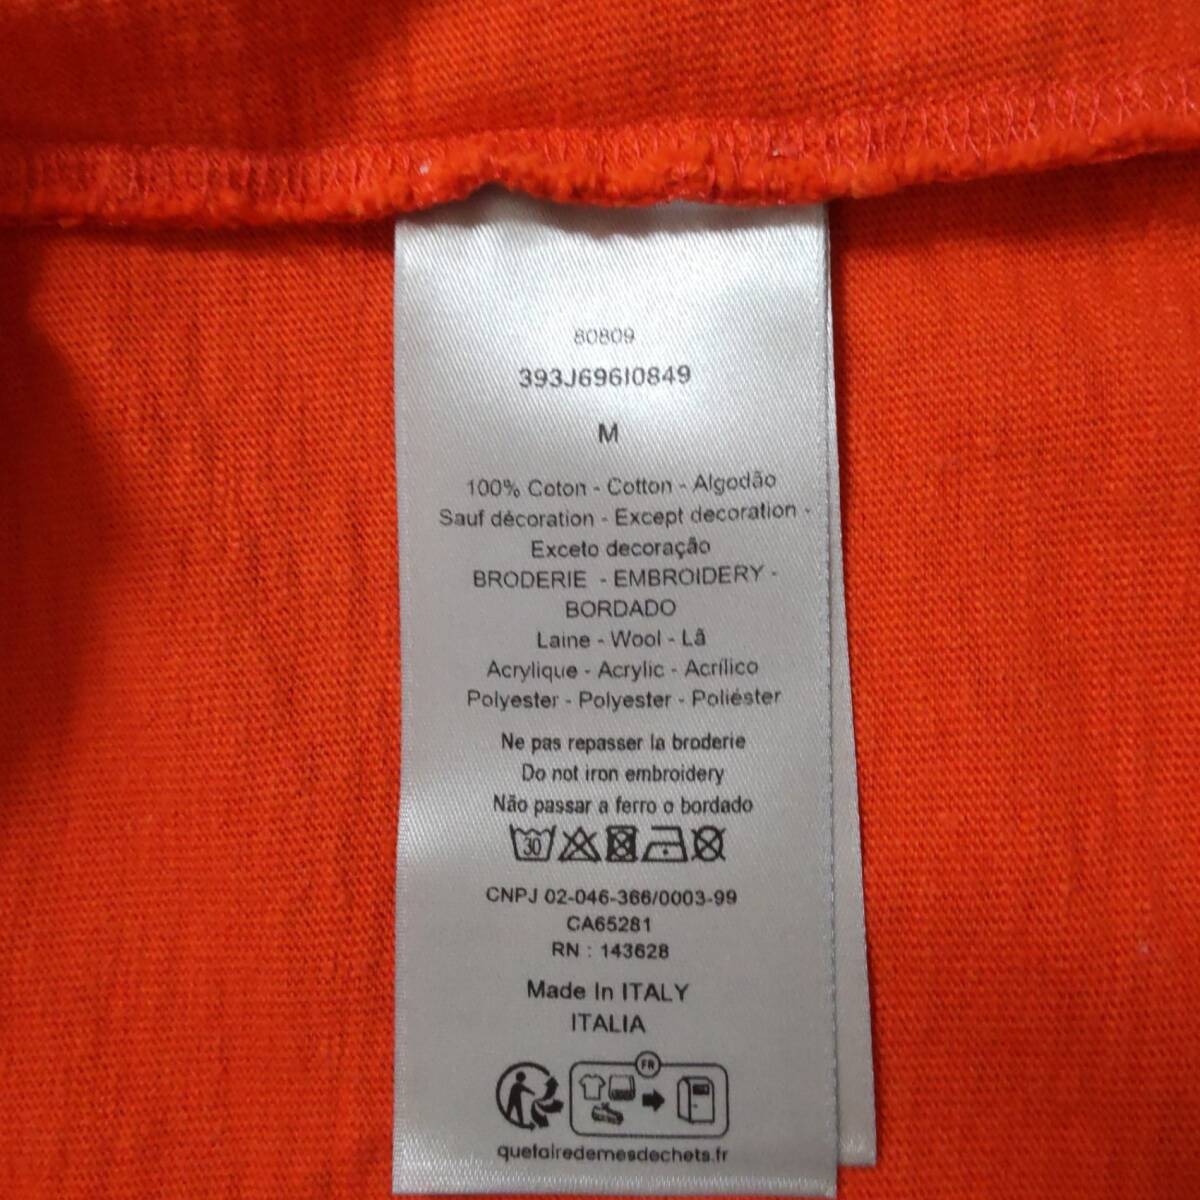 80809
393J696I0849
M
100% Coton - Cotton - Algodão
Sauf décoration - Except decoration -
Exceto decoração
BRODERIE - EMBROIDERY -
BORDADO
Laine - Wool - Lã
Acrylique - Acrylic - Acrílico
Polyester - Polyester - Poliéster
Ne pas repasser la broderie
Do not iron embroidery
Não passar a ferro o bordado
30
CNPJ 02-046-366/0003-99
CA65281
RN : 143628
Made In ITALY
ITALIA
FR
quefairedemesdechets.fr